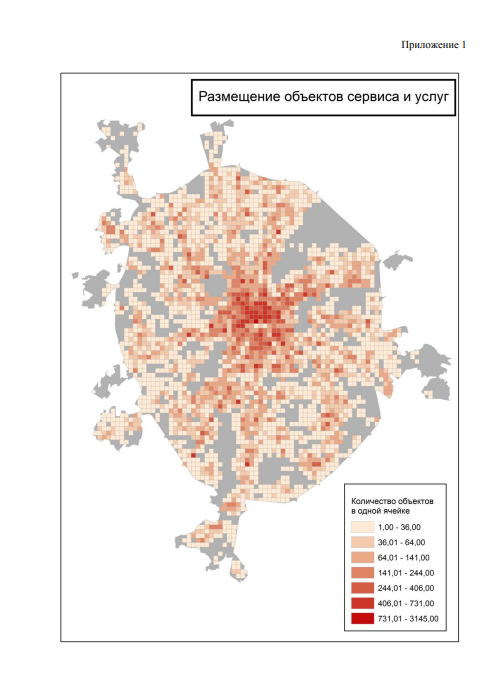 Приложение 1
Размещение объектов сервиса и услуг
Количество объектов
в одной ячейке
1,00 - 36,00
36,01 - 64,00
64,01 - 141,00
141,01 - 244,00
244,01 - 406,00
406,01 - 731,00
731,01 - 3145,00